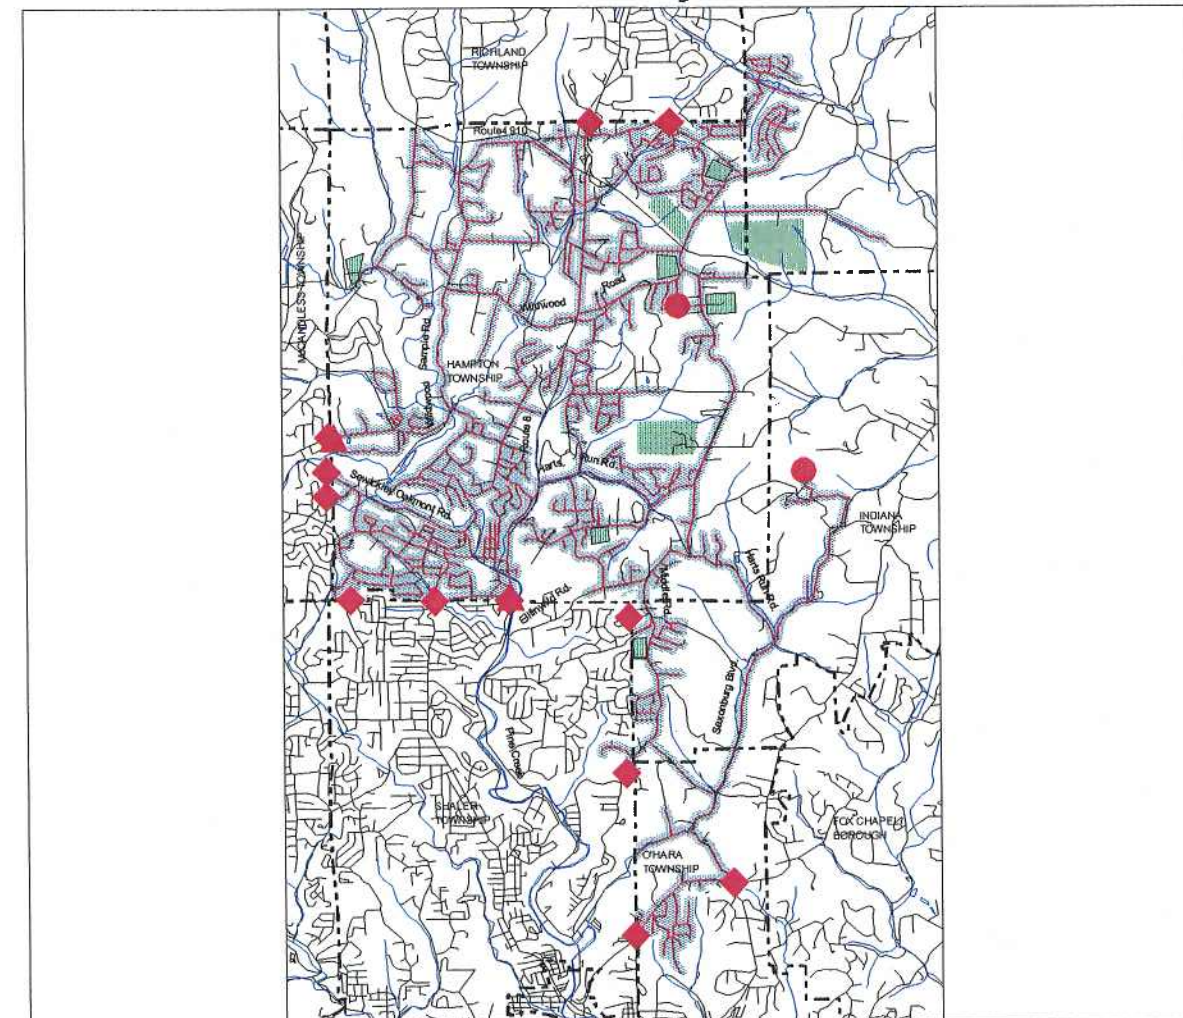 RICHLAND
TOWNSHIP
Route 910
MCCANDLESS TOWNSHIP
Wildwood
Road
Sample Rd.
Wildwood
HAMPTON
TOWNSHIP
Route 8
Harts
Run Rd.
Sewickley Oakmont Rd.
INDIANA
TOWNSHIP
Harts Run Rd.
Middle Rd.
Elfinwild Rd.
Saxonburg Blvd.
Pine Creek
SHALER
TOWNSHIP
FOX CHAPEL
BOROUGH
O'HARA
TOWNSHIP